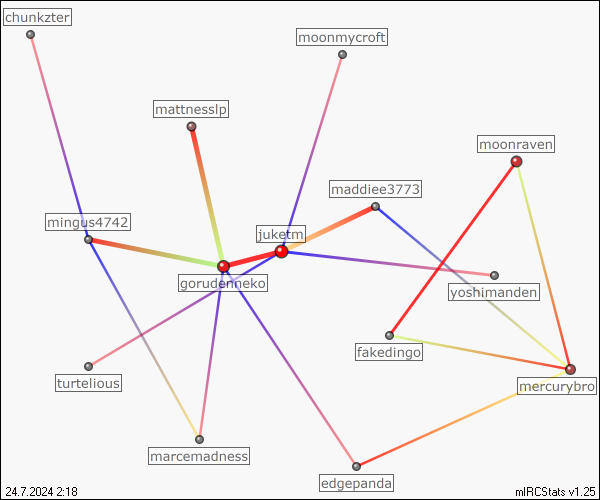 chunkzter
moonmycroft
mattnesslp
moonraven
maddiee3773
mingus4742
juketm
gorudenneko
yoshimanden
fakedingo
turtelious
mercurybro
marcemadness
edgepanda
24.7.2024 2:18
mIRCStats v1.25